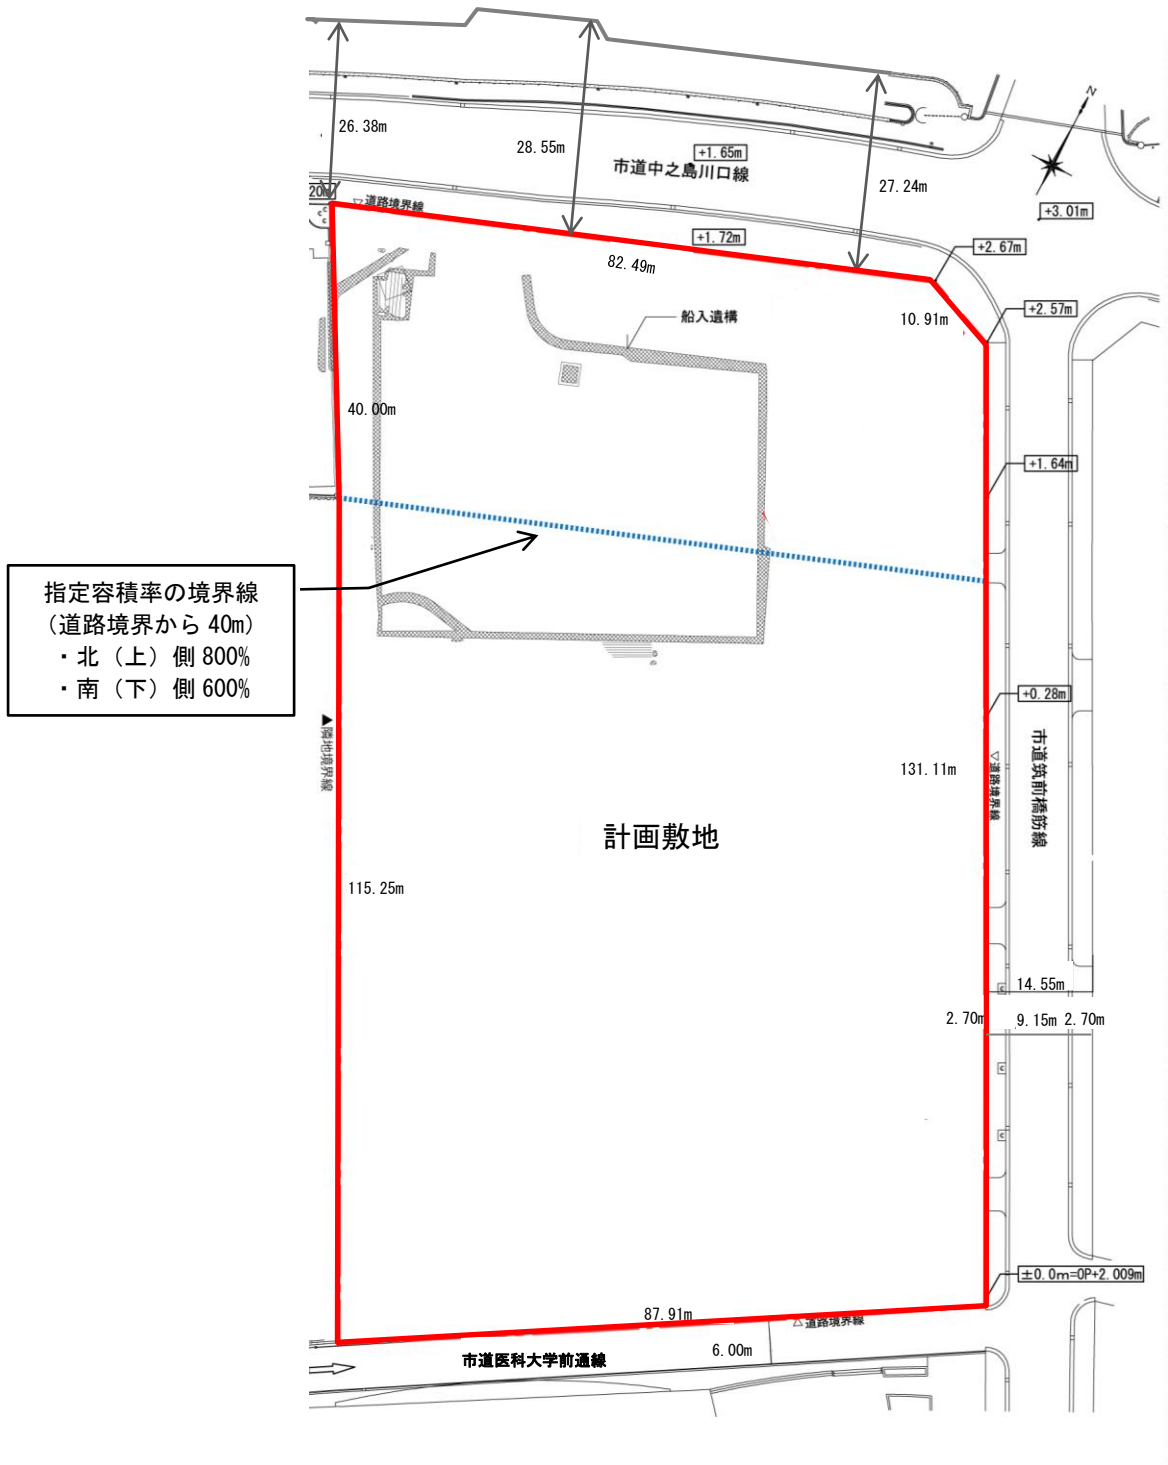 N
26.38m
28.55m
+1.65m
市道中之島川口線
27.24m
20m
▽道路境界線
+3.01m
+1.72m
+2.67m
82.49m
10.91m
+2.57m
船入遺構
40.00m
+1.64m
指定容積率の境界線
(道路境界から 40m)
・北（上）側 800%
・南（下）側 600%
+0.28m
▲隣地境界線
市道筑前橋筋線
▽道路境界線
131.11m
計画敷地
115.25m
14.55m
2.70m
9.15m
2.70m
±0.0m=OP+2.009m
87.91m
△道路境界線
6.00m
市道医科大学前通線